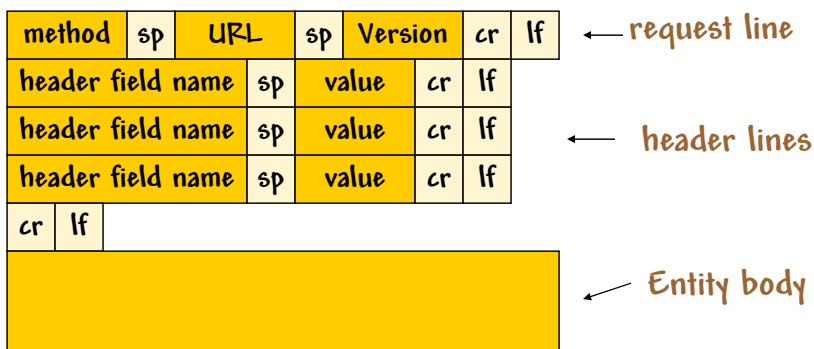 method sp URL sp Version cr lf request line
header field name sp value cr lf
header field name sp value cr lf header lines
header field name sp value cr lf
cr lf
Entity body